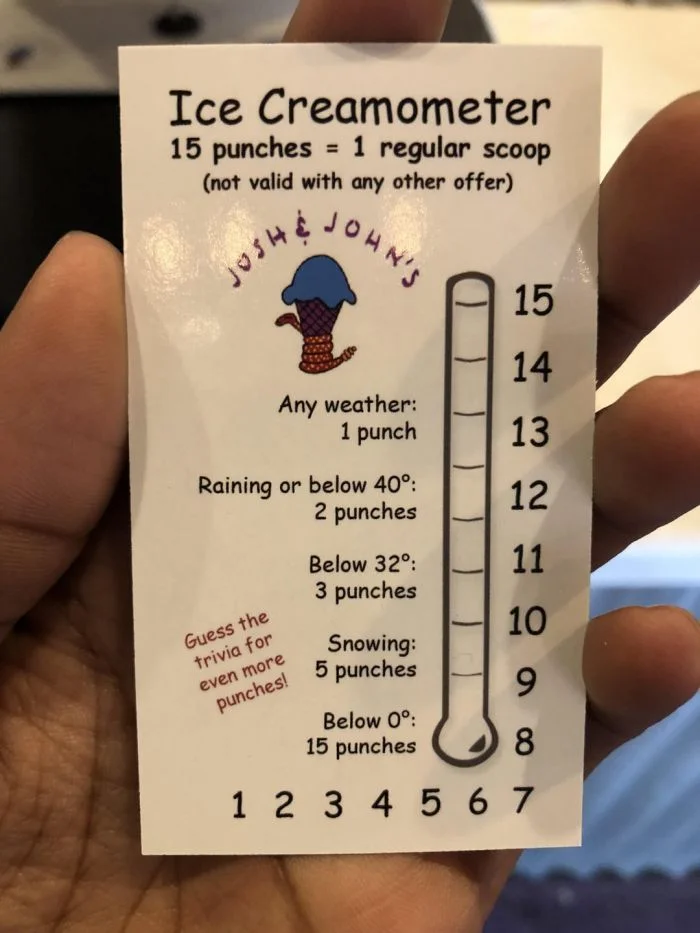 Ice Creamometer
15 punches = 1 regular scoop
(not valid with any other offer)
JOSH & JOHN'S
15
14
Any weather:
1 punch
13
Raining or below 40°:
2 punches
12
Below 32°:
3 punches
11
10
Guess the
trivia for
even more
punches!
Snowing:
5 punches
9
Below 0°:
15 punches
8
1 2 3 4 5 6 7